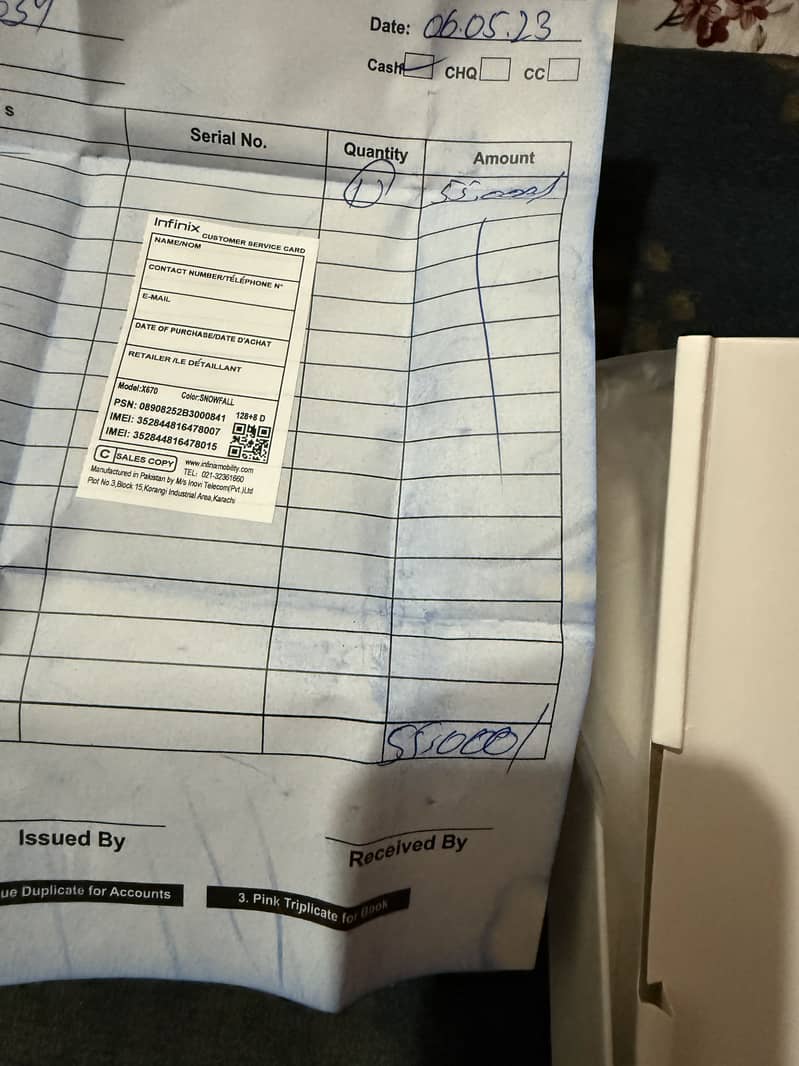 Date: 06.05.23
Cash CHQ CC
s Serial No. Quantity Amount
1 55,000/
Infinix CUSTOMER SERVICE CARD
NAME/NOM
CONTACT NUMBER/TÉLÉPHONE N°
E-MAIL
DATE OF PURCHASE/DATE D'ACHAT
RETAILER /LE DÉTAILLANT
Model:X670 Color:SNOWFALL
PSN: 08908252B3000841 128+8 D
IMEI: 352844816478007
IMEI: 352844816478015
C SALES COPY www.infinixmobility.com
TEL: 021-32361660
Manufactured in Pakistan by M/s Inovi Telecom(Pvt.)Ltd
Plot No.3,Block 15,Korangi Industrial Area,Karachi
55,000/
Issued By Received By
ue Duplicate for Accounts 3. Pink Triplicate for Book